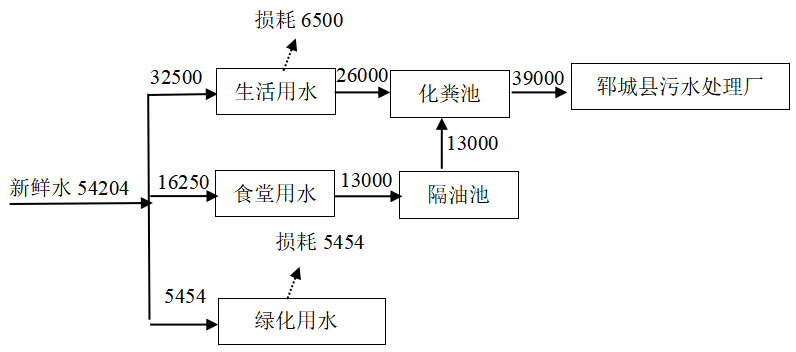 损耗 6500
32500
生活用水
26000
化粪池
39000
郓城县污水处理厂
13000
新鲜水 54204
16250
食堂用水
13000
隔油池
损耗 5454
5454
绿化用水